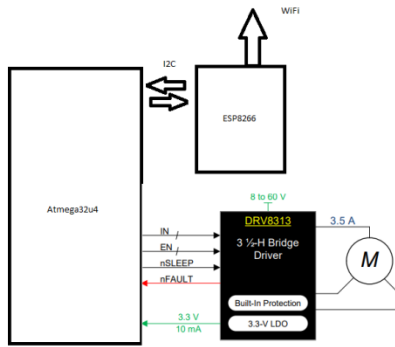 WiFi
I2C
ESP8266
Atmega32u4
8 to 60 V
DRV8313
3 ½-H Bridge
Driver
3.5 A
M
IN
EN
nSLEEP
nFAULT
Built-In Protection
3.3-V LDO
3.3 V
10 mA